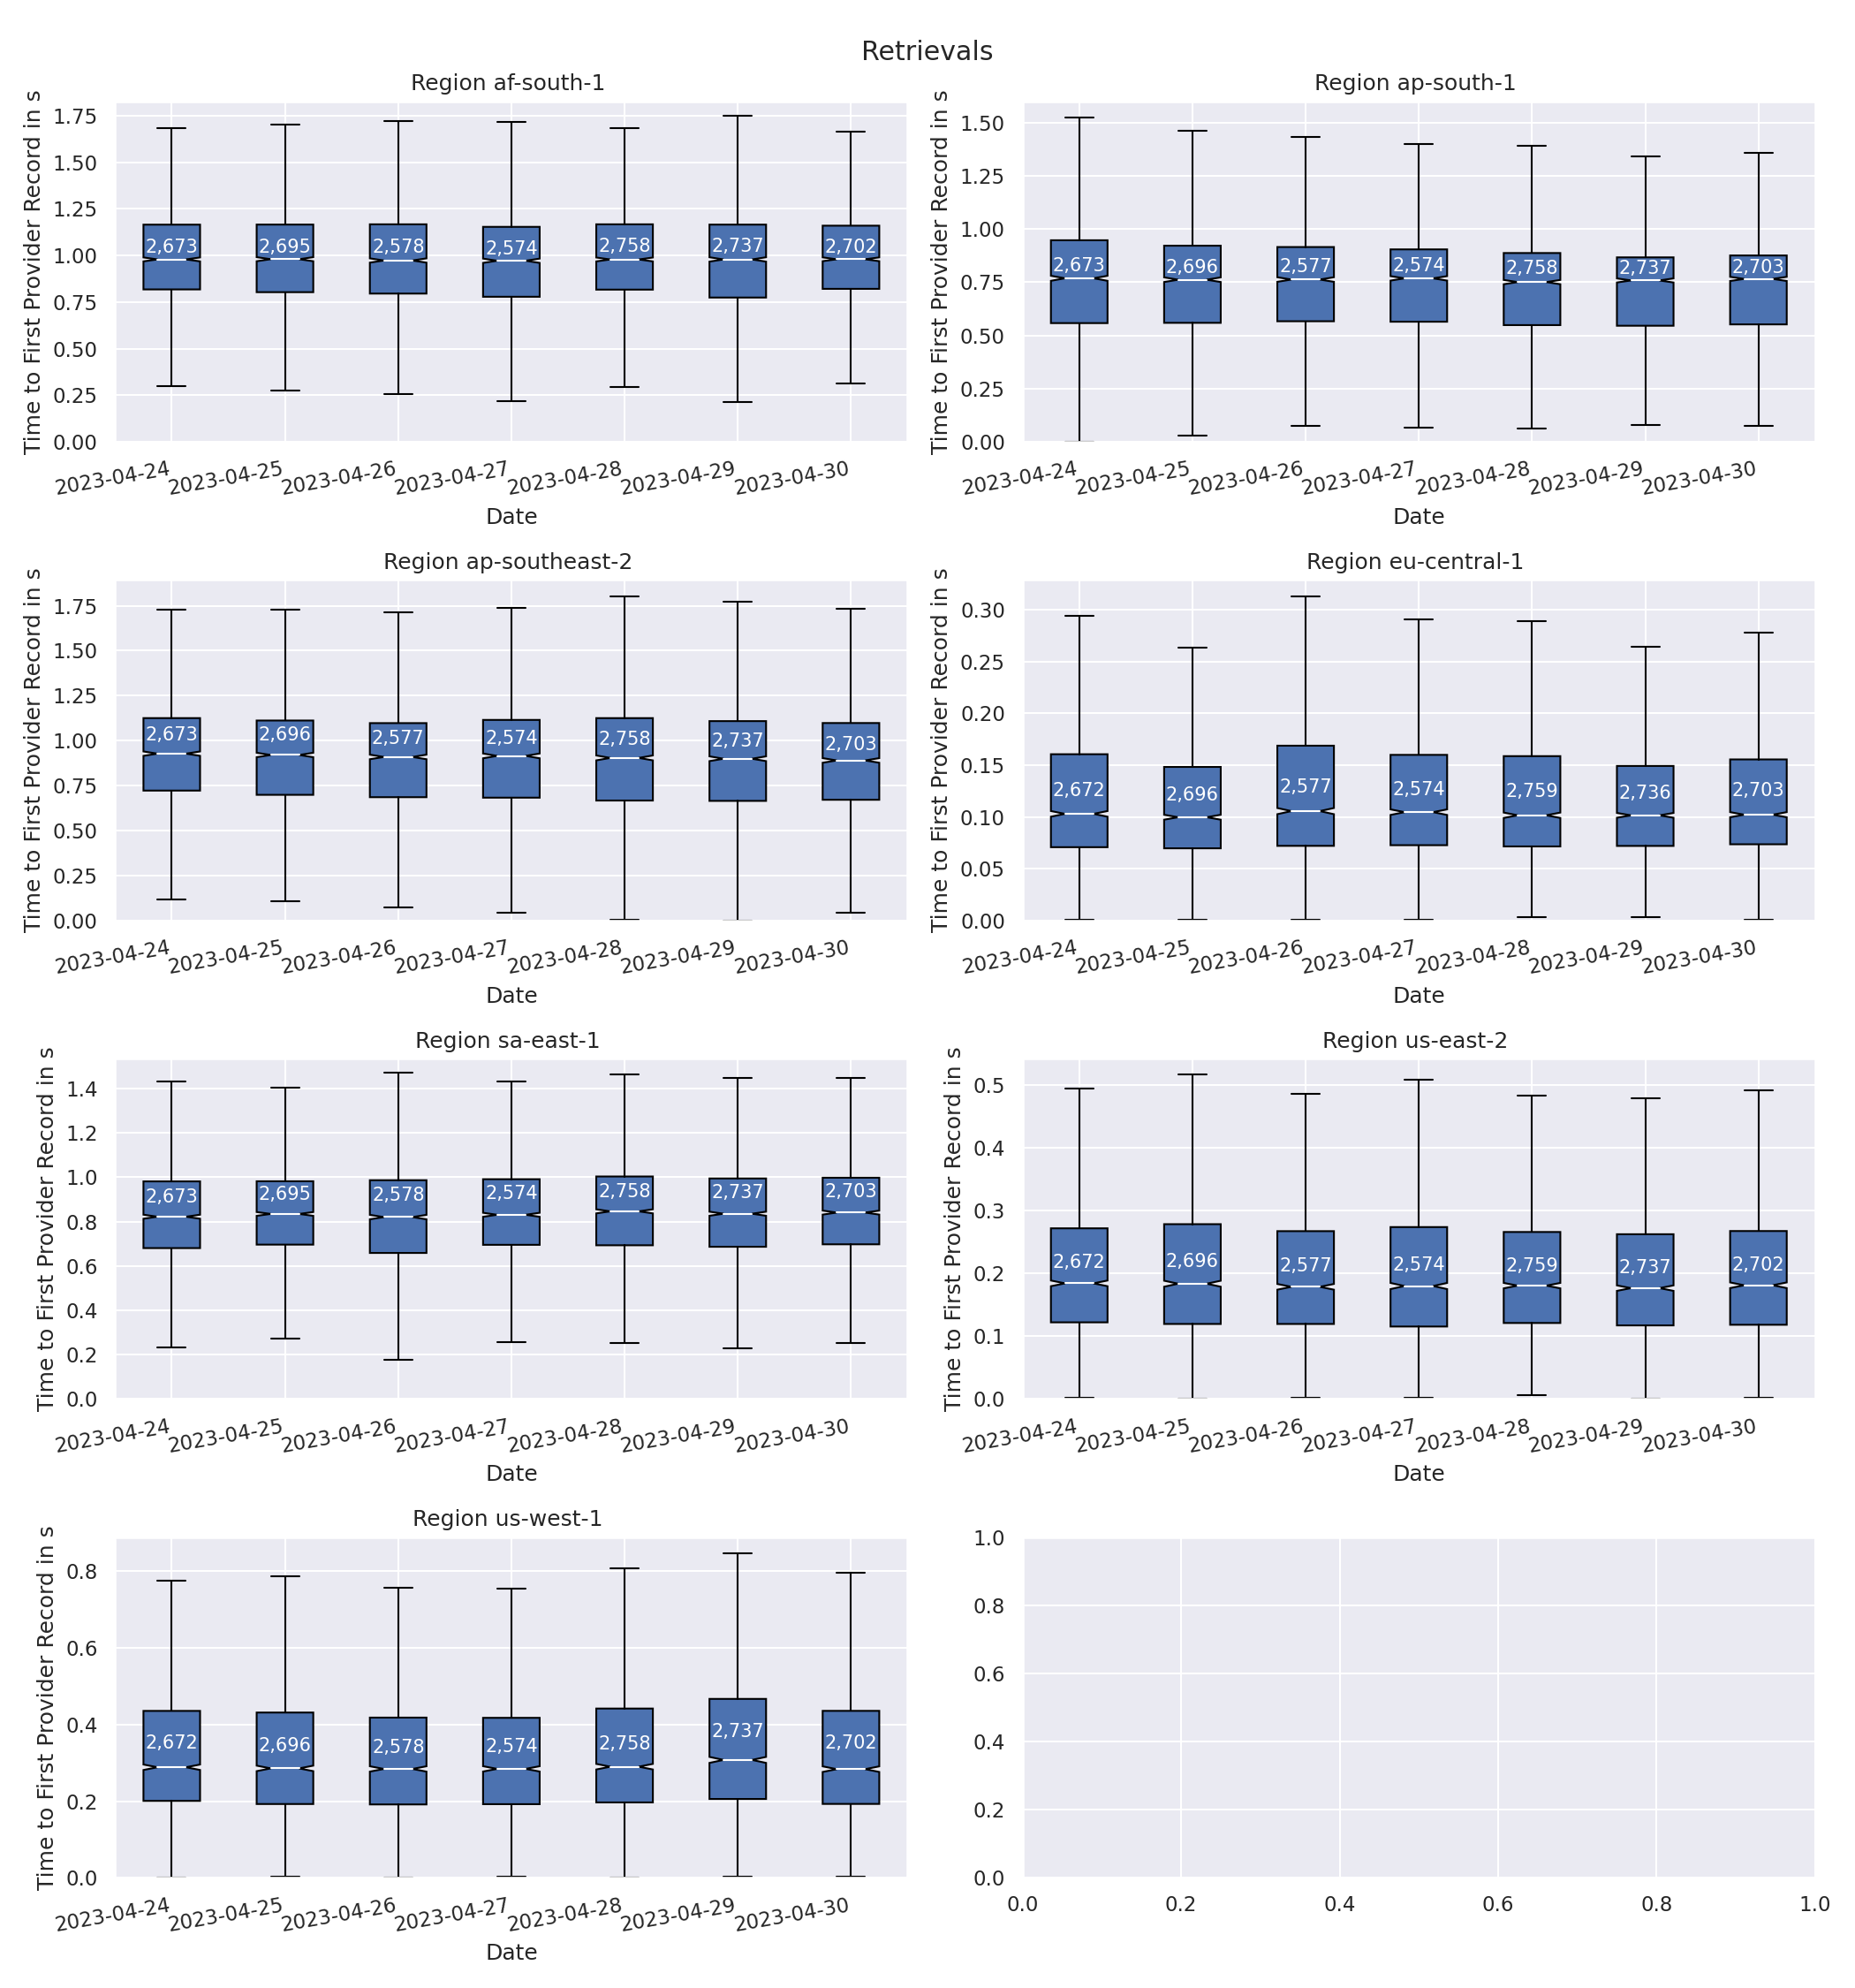 Retrievals
Region af-south-1
Time to First Provider Record in s
1.75
1.50
1.25
1.00
0.75
0.50
0.25
0.00
2,673 2,695 2,578 2,574 2,758 2,737 2,702
2023-04-24 2023-04-25 2023-04-26 2023-04-27 2023-04-28 2023-04-29 2023-04-30
Date
Region ap-south-1
Time to First Provider Record in s
1.50
1.25
1.00
0.75
0.50
0.25
0.00
2,673 2,696 2,577 2,574 2,758 2,737 2,703
2023-04-24 2023-04-25 2023-04-26 2023-04-27 2023-04-28 2023-04-29 2023-04-30
Date
Region ap-southeast-2
Time to First Provider Record in s
1.75
1.50
1.25
1.00
0.75
0.50
0.25
0.00
2,673 2,696 2,577 2,574 2,758 2,737 2,703
2023-04-24 2023-04-25 2023-04-26 2023-04-27 2023-04-28 2023-04-29 2023-04-30
Date
Region eu-central-1
Time to First Provider Record in s
0.30
0.25
0.20
0.15
0.10
0.05
0.00
2,672 2,696 2,577 2,574 2,759 2,736 2,703
2023-04-24 2023-04-25 2023-04-26 2023-04-27 2023-04-28 2023-04-29 2023-04-30
Date
Region sa-east-1
Time to First Provider Record in s
1.4
1.2
1.0
0.8
0.6
0.4
0.2
0.0
2,673 2,695 2,578 2,574 2,758 2,737 2,703
2023-04-24 2023-04-25 2023-04-26 2023-04-27 2023-04-28 2023-04-29 2023-04-30
Date
Region us-east-2
Time to First Provider Record in s
0.5
0.4
0.3
0.2
0.1
0.0
2,672 2,696 2,577 2,574 2,759 2,737 2,702
2023-04-24 2023-04-25 2023-04-26 2023-04-27 2023-04-28 2023-04-29 2023-04-30
Date
Region us-west-1
Time to First Provider Record in s
0.8
0.6
0.4
0.2
0.0
2,672 2,696 2,578 2,574 2,758 2,737 2,702
2023-04-24 2023-04-25 2023-04-26 2023-04-27 2023-04-28 2023-04-29 2023-04-30
Date
1.0
0.8
0.6
0.4
0.2
0.0
0.0 0.2 0.4 0.6 0.8 1.0